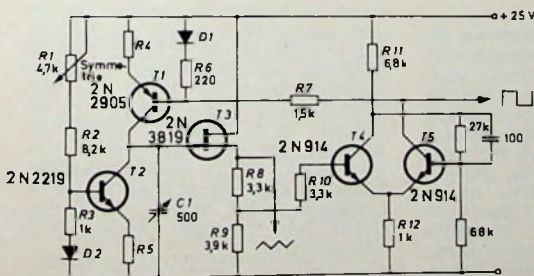 + 25 V
R1
4,7k
Symme-
trie
R4
D1
R6
220
T1
2N
2905
R7
1,5k
R11
6,8k
T3
2N
3819
R2
8,2k
2N2219
T2
R3
1k
D2
R5
C1
500
R8
3,3k
R9
3,9k
R10
3,3k
2N914
T4
T5
2N914
27k
100
R12
1k
68k